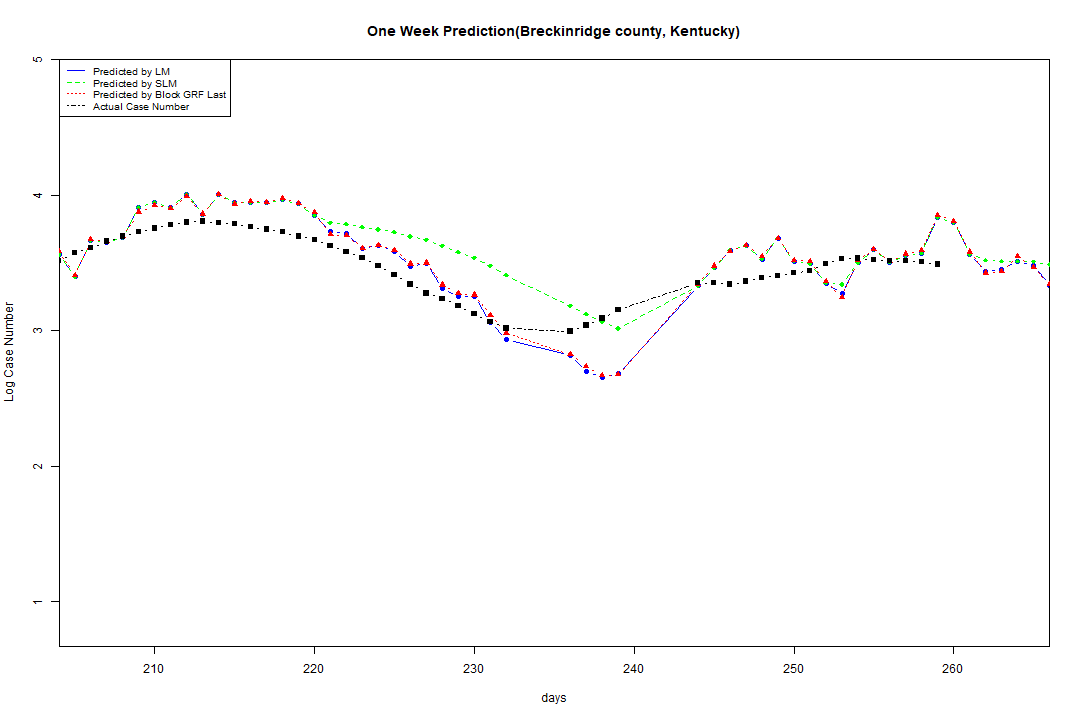 One Week Prediction(Breckinridge county, Kentucky)
Predicted by LM
Predicted by SLM
Predicted by Block GRF Last
Actual Case Number
5
4
3
2
1
Log Case Number
210
220
230
240
250
260
days